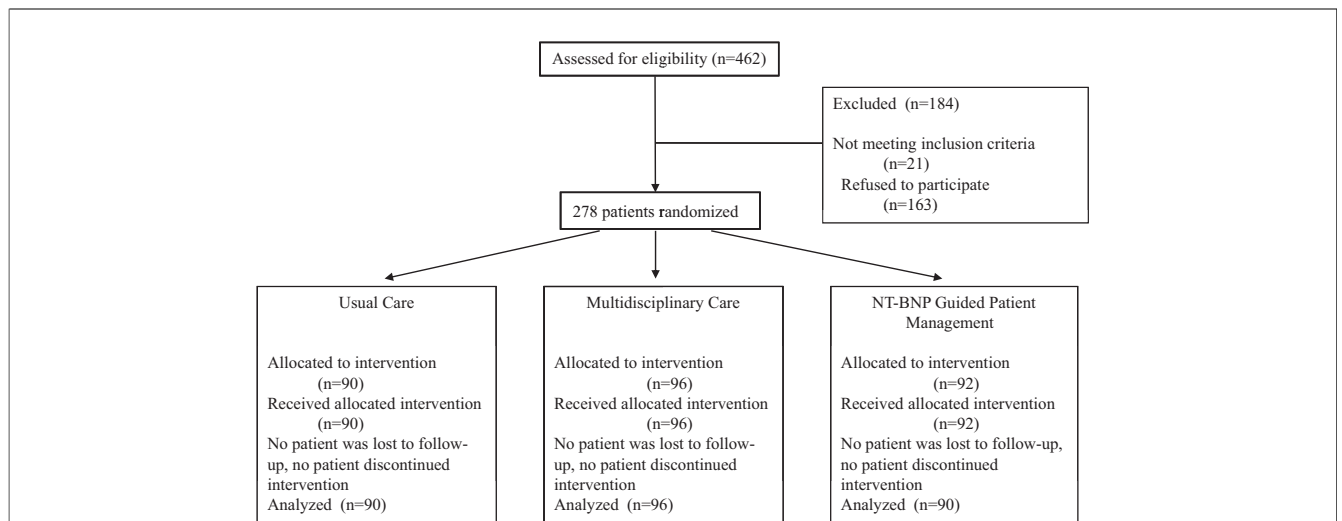 Assessed for eligibility (n=462)
Excluded (n=184)
Not meeting inclusion criteria
(n=21)
Refused to participate
(n=163)
278 patients randomized
Usual Care
Allocated to intervention
(n=90)
Received allocated intervention
(n=90)
No patient was lost to follow-
up, no patient discontinued
intervention
Analyzed (n=90)
Multidisciplinary Care
Allocated to intervention
(n=96)
Received allocated intervention
(n=96)
No patient was lost to follow-
up, no patient discontinued
intervention
Analyzed (n=96)
NT-BNP Guided Patient
Management
Allocated to intervention
(n=92)
Received allocated intervention
(n=92)
No patient was lost to follow-up,
no patient discontinued
intervention
Analyzed (n=90)